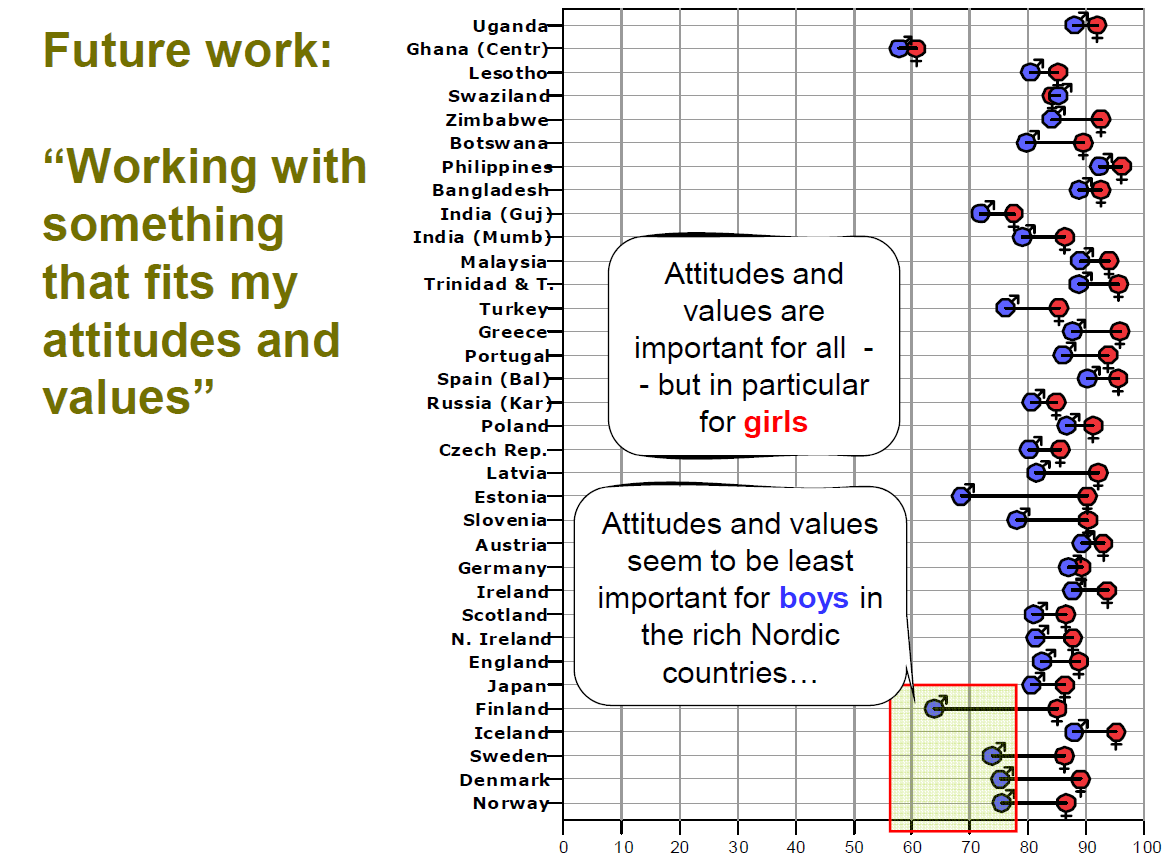 Future work:
“Working with
something
that fits my
attitudes and
values”
Uganda
Ghana (Centr)
Lesotho
Swaziland
Zimbabwe
Botswana
Philippines
Bangladesh
India (Guj)
India (Mumb)
Malaysia
Trinidad & T.
Turkey
Greece
Portugal
Spain (Bal)
Russia (Kar)
Poland
Czech Rep.
Latvia
Estonia
Slovenia
Austria
Germany
Ireland
Scotland
N. Ireland
England
Japan
Finland
Iceland
Sweden
Denmark
Norway
Attitudes and
values are
important for all -
- but in particular
for girls
Attitudes and values
seem to be least
important for boys in
the rich Nordic
countries…
0 10 20 30 40 50 60 70 80 90 100